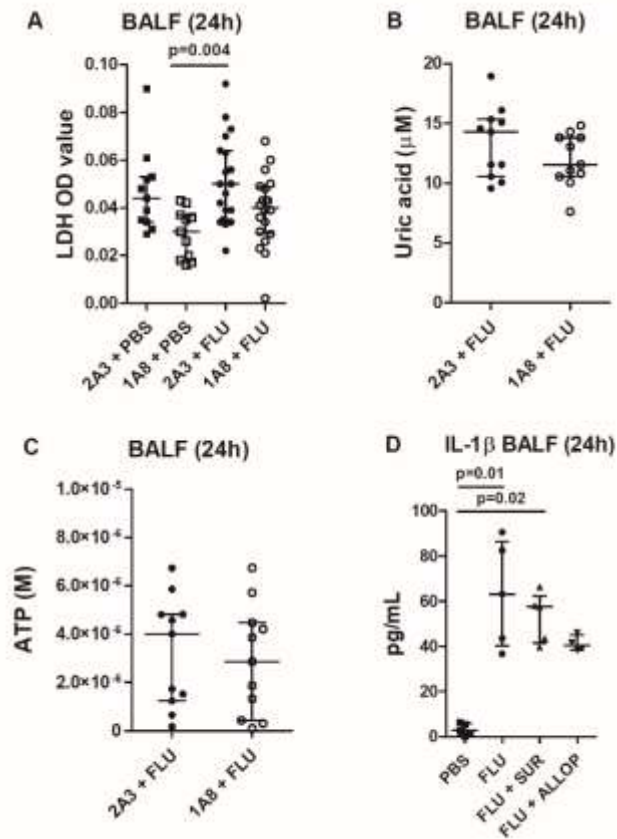 A BALF (24h)
p=0.004
LDH OD value
0.10
0.08
0.06
0.04
0.02
0.00
2A3 + PBS
1A8 + PBS
2A3 + FLU
1A8 + FLU
B BALF (24h)
Uric acid (μM)
20
15
10
5
0
2A3 + FLU
1A8 + FLU
C BALF (24h)
ATP (M)
1.0×10⁻⁵
8.0×10⁻⁶
6.0×10⁻⁶
4.0×10⁻⁶
2.0×10⁻⁶
0
2A3 + FLU
1A8 + FLU
D IL-1β BALF (24h)
p=0.01
p=0.02
pg/mL
100
80
60
40
20
0
PBS
FLU
FLU + SUR
FLU + ALLOP